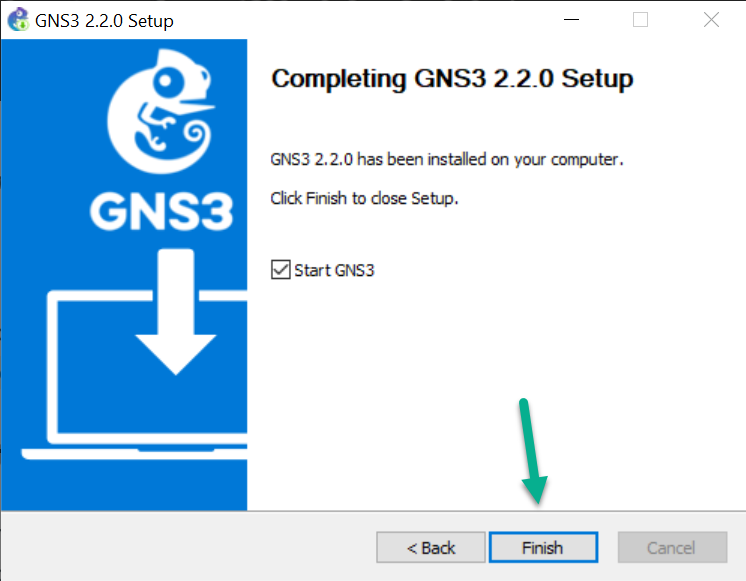 GNS3 2.2.0 Setup
Completing GNS3 2.2.0 Setup
GNS3 2.2.0 has been installed on your computer.
Click Finish to close Setup.
GNS3
Start GNS3
< Back
Finish
Cancel